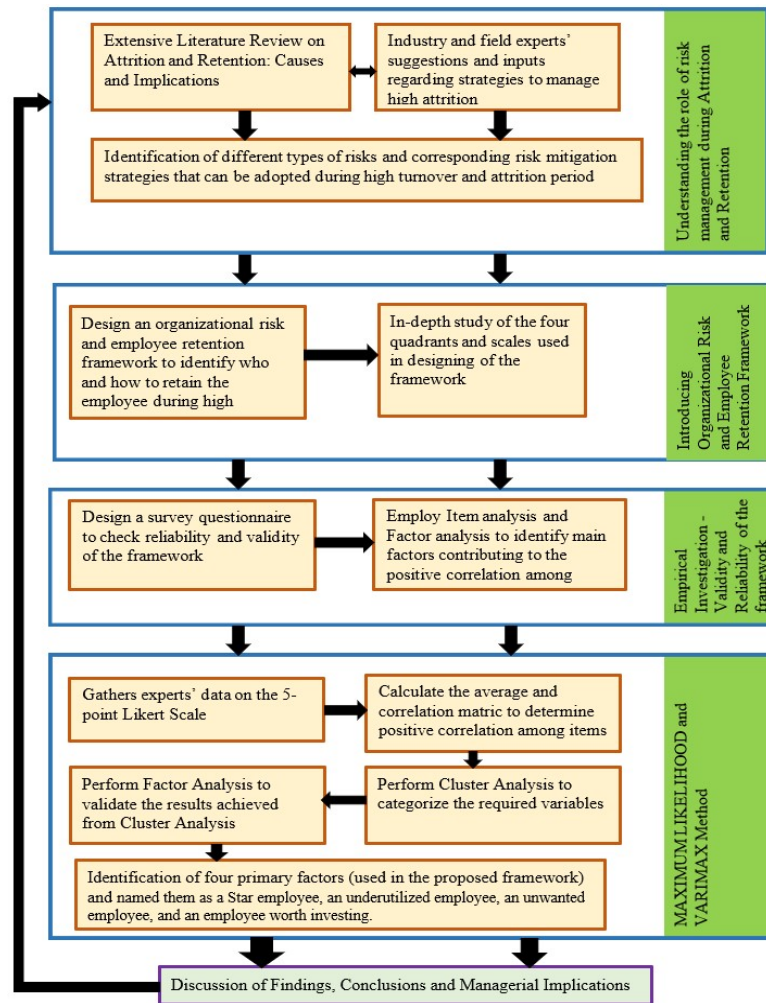 Extensive Literature Review on
Attrition and Retention: Causes
and Implications
Industry and field experts'
suggestions and inputs
regarding strategies to manage
high attrition
Identification of different types of risks and corresponding risk mitigation
strategies that can be adopted during high turnover and attrition period
Understanding the role of risk
management during Attrition
and Retention
Design an organizational risk
and employee retention
framework to identify who
and how to retain the
employee during high
In-depth study of the four
quadrants and scales used
in designing of the
framework
Introducing
Organizational Risk
and Employee
Retention Framework
Design a survey questionnaire
to check reliability and validity
of the framework
Employ Item analysis and
Factor analysis to identify main
factors contributing to the
positive correlation among
Empirical
Investigation -
Validity and
Reliability of the
framework
Gathers experts' data on the 5-
point Likert Scale
Calculate the average and
correlation matric to determine
positive correlation among items
Perform Factor Analysis to
validate the results achieved
from Cluster Analysis
Perform Cluster Analysis to
categorize the required variables
Identification of four primary factors (used in the proposed framework)
and named them as a Star employee, an underutilized employee, an unwanted
employee, and an employee worth investing.
MAXIMUM LIKELIHOOD and
VARIMAX Method
Discussion of Findings, Conclusions and Managerial Implications